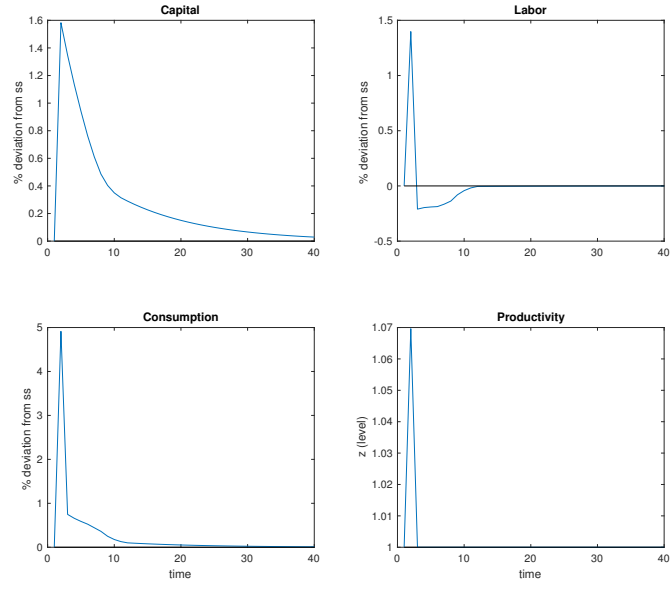 Capital
% deviation from ss
1.6
1.4
1.2
1
0.8
0.6
0.4
0.2
0
0 10 20 30 40
Labor
% deviation from ss
1.5
1
0.5
0
-0.5
0 10 20 30 40
Consumption
% deviation from ss
5
4
3
2
1
0
0 10 20 30 40
time
Productivity
z (level)
1.07
1.06
1.05
1.04
1.03
1.02
1.01
1
0 10 20 30 40
time